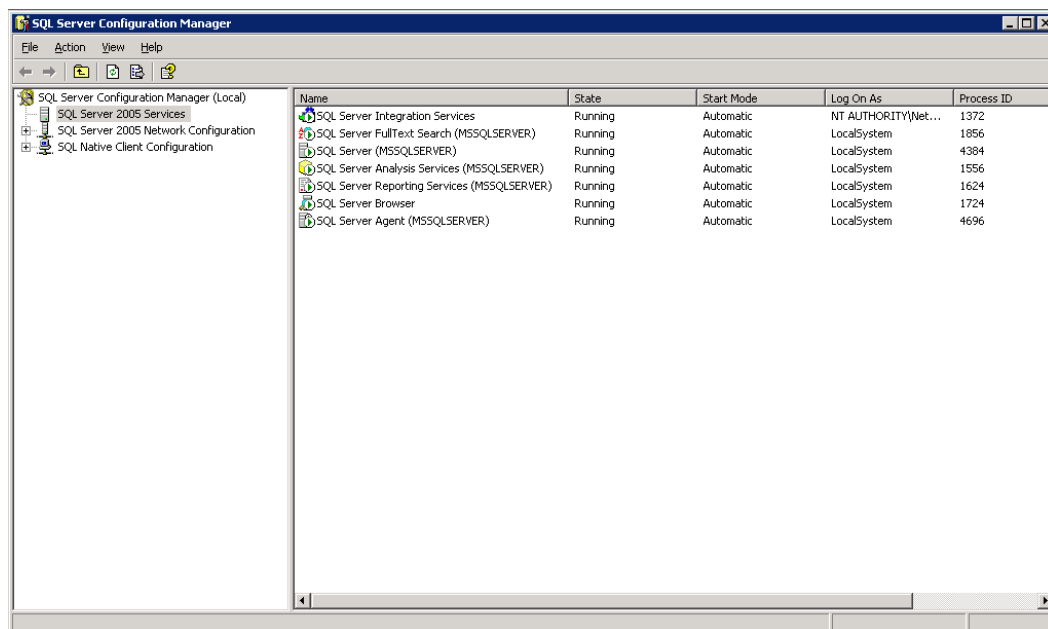 SQL Server Configuration Manager
File Action View Help
SQL Server Configuration Manager (Local)
SQL Server 2005 Services
SQL Server 2005 Network Configuration
SQL Native Client Configuration
Name State Start Mode Log On As Process ID
SQL Server Integration Services Running Automatic NT AUTHORITY\Net... 1372
SQL Server FullText Search (MSSQLSERVER) Running Automatic LocalSystem 1856
SQL Server (MSSQLSERVER) Running Automatic LocalSystem 4384
SQL Server Analysis Services (MSSQLSERVER) Running Automatic LocalSystem 1556
SQL Server Reporting Services (MSSQLSERVER) Running Automatic LocalSystem 1624
SQL Server Browser Running Automatic LocalSystem 1724
SQL Server Agent (MSSQLSERVER) Running Automatic LocalSystem 4696